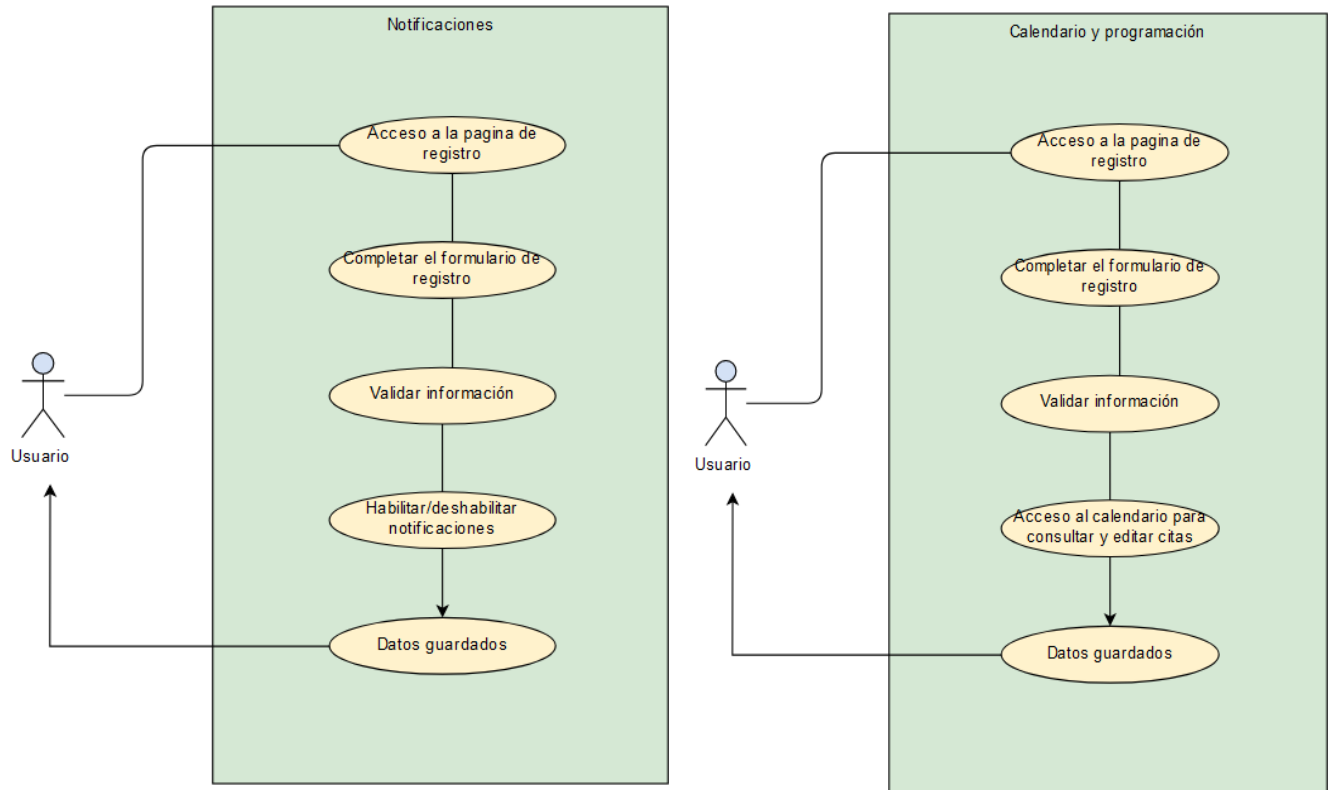 Notificaciones
Acceso a la pagina de
registro
Completar el formulario de
registro
Validar información
Usuario
Habilitar/deshabilitar
notificaciones
Datos guardados
Calendario y programación
Acceso a la pagina de
registro
Completar el formulario de
registro
Validar información
Usuario
Acceso al calendario para
consultar y editar citas
Datos guardados